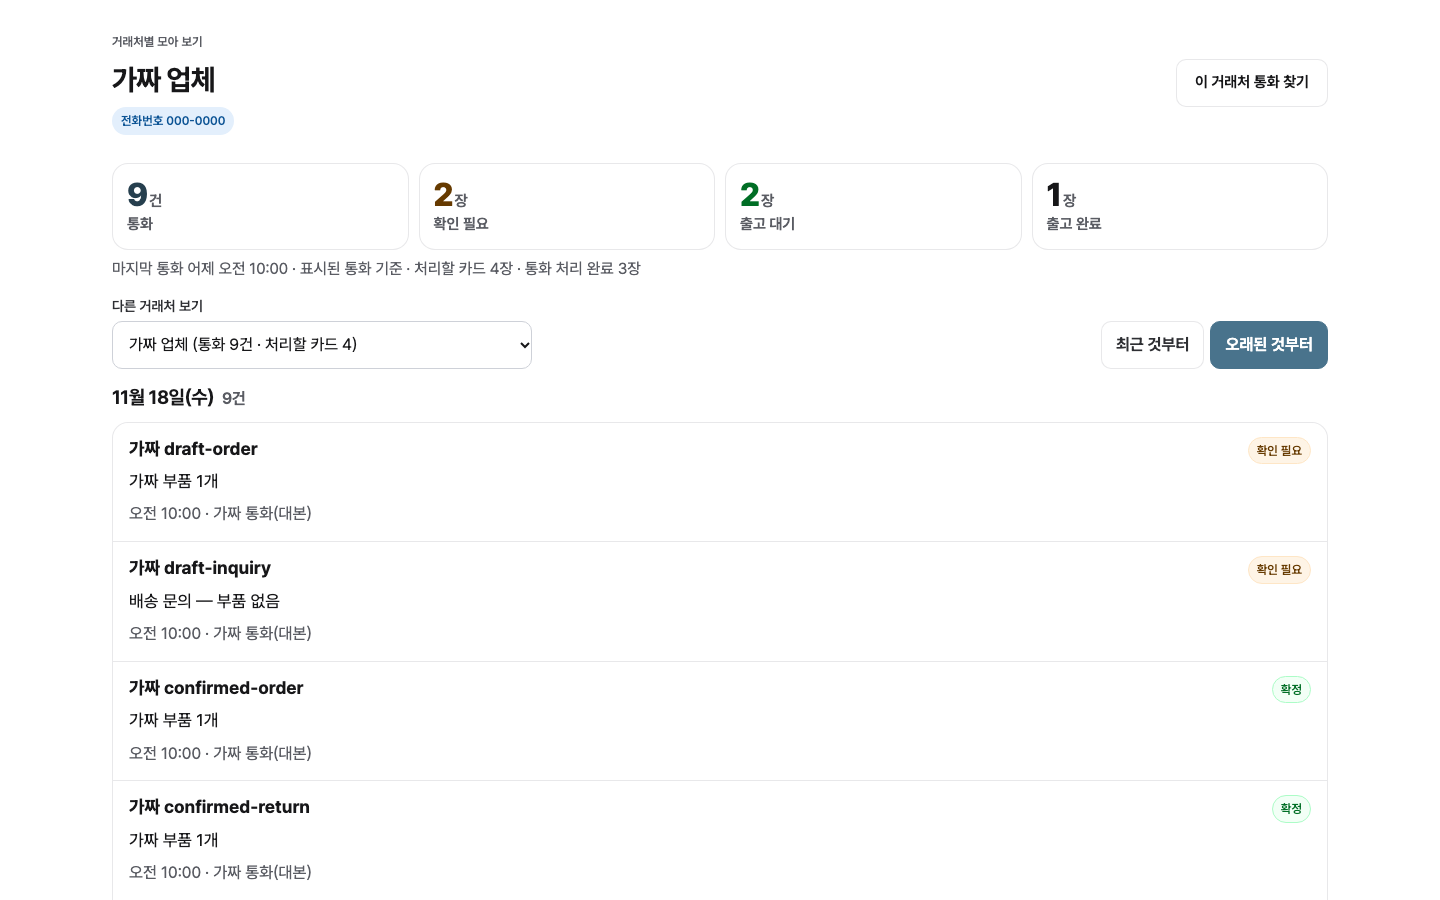 거래처별 모아 보기
가짜 업체
이 거래처 통화 찾기
전화번호 000-0000
9건
통화
2장
확인 필요
2장
출고 대기
1장
출고 완료
마지막 통화 어제 오전 10:00 · 표시된 통화 기준 · 처리할 카드 4장 · 통화 처리 완료 3장
다른 거래처 보기
가짜 업체 (통화 9건 · 처리할 카드 4)
최근 것부터
오래된 것부터
11월 18일(수) 9건
가짜 draft-order
확인 필요
가짜 부품 1개
오전 10:00 · 가짜 통화(대본)
가짜 draft-inquiry
확인 필요
배송 문의 — 부품 없음
오전 10:00 · 가짜 통화(대본)
가짜 confirmed-order
확정
가짜 부품 1개
오전 10:00 · 가짜 통화(대본)
가짜 confirmed-return
확정
가짜 부품 1개
오전 10:00 · 가짜 통화(대본)